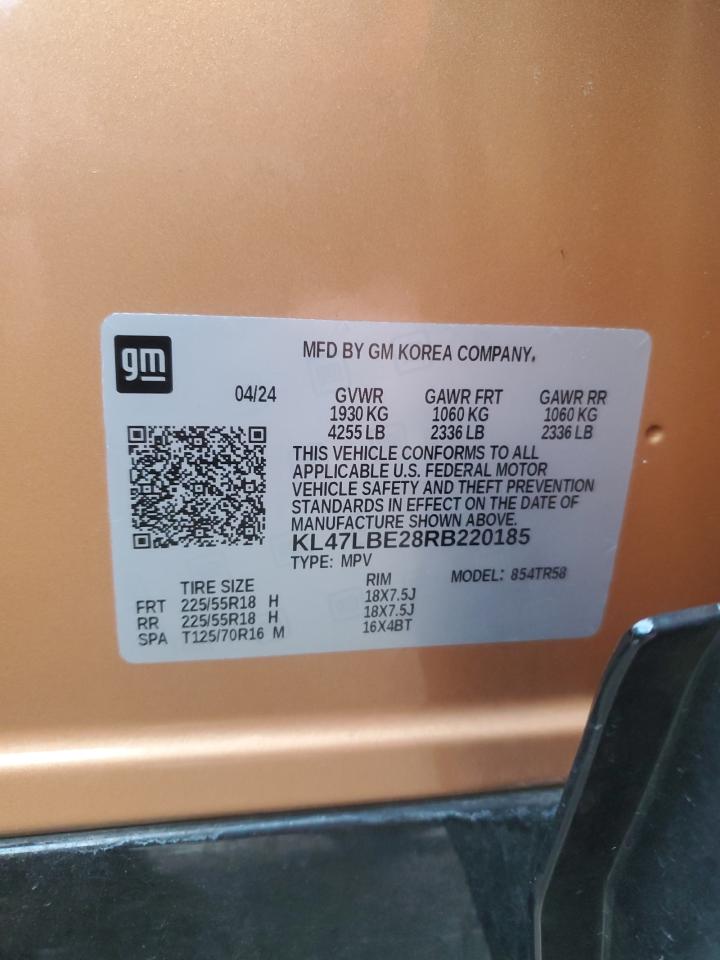 gm
MFD BY GM KOREA COMPANY.
04/24 GVWR GAWR FRT GAWR RR
1930 KG 1060 KG 1060 KG
4255 LB 2336 LB 2336 LB
THIS VEHICLE CONFORMS TO ALL
APPLICABLE U.S. FEDERAL MOTOR
VEHICLE SAFETY AND THEFT PREVENTION
STANDARDS IN EFFECT ON THE DATE OF
MANUFACTURE SHOWN ABOVE.
KL47LBE28RB220185
TYPE: MPV MODEL: 854TR58
TIRE SIZE RIM
FRT 225/55R18 H 18X7.5J
RR 225/55R18 H 18X7.5J
SPA T125/70R16 M 16X4BT